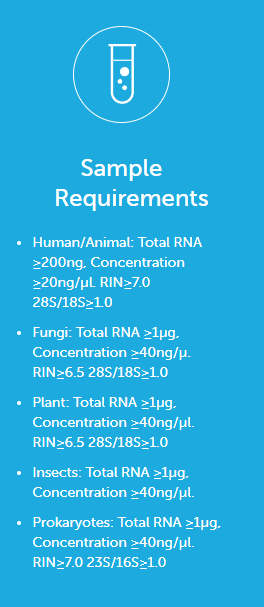 Sample
Requirements
• Human/Animal: Total RNA
≥200ng, Concentration
≥20ng/µl. RIN≥7.0
28S/18S≥1.0
• Fungi: Total RNA ≥1µg,
Concentration ≥40ng/µ.
RIN≥6.5 28S/18S≥1.0
• Plant: Total RNA ≥1µg,
Concentration ≥40ng/µl.
RIN≥6.5 28S/18S≥1.0
• Insects: Total RNA ≥1µg,
Concentration ≥40ng/µl.
• Prokaryotes: Total RNA ≥1µg,
Concentration ≥40ng/µl.
RIN≥7.0 23S/16S≥1.0